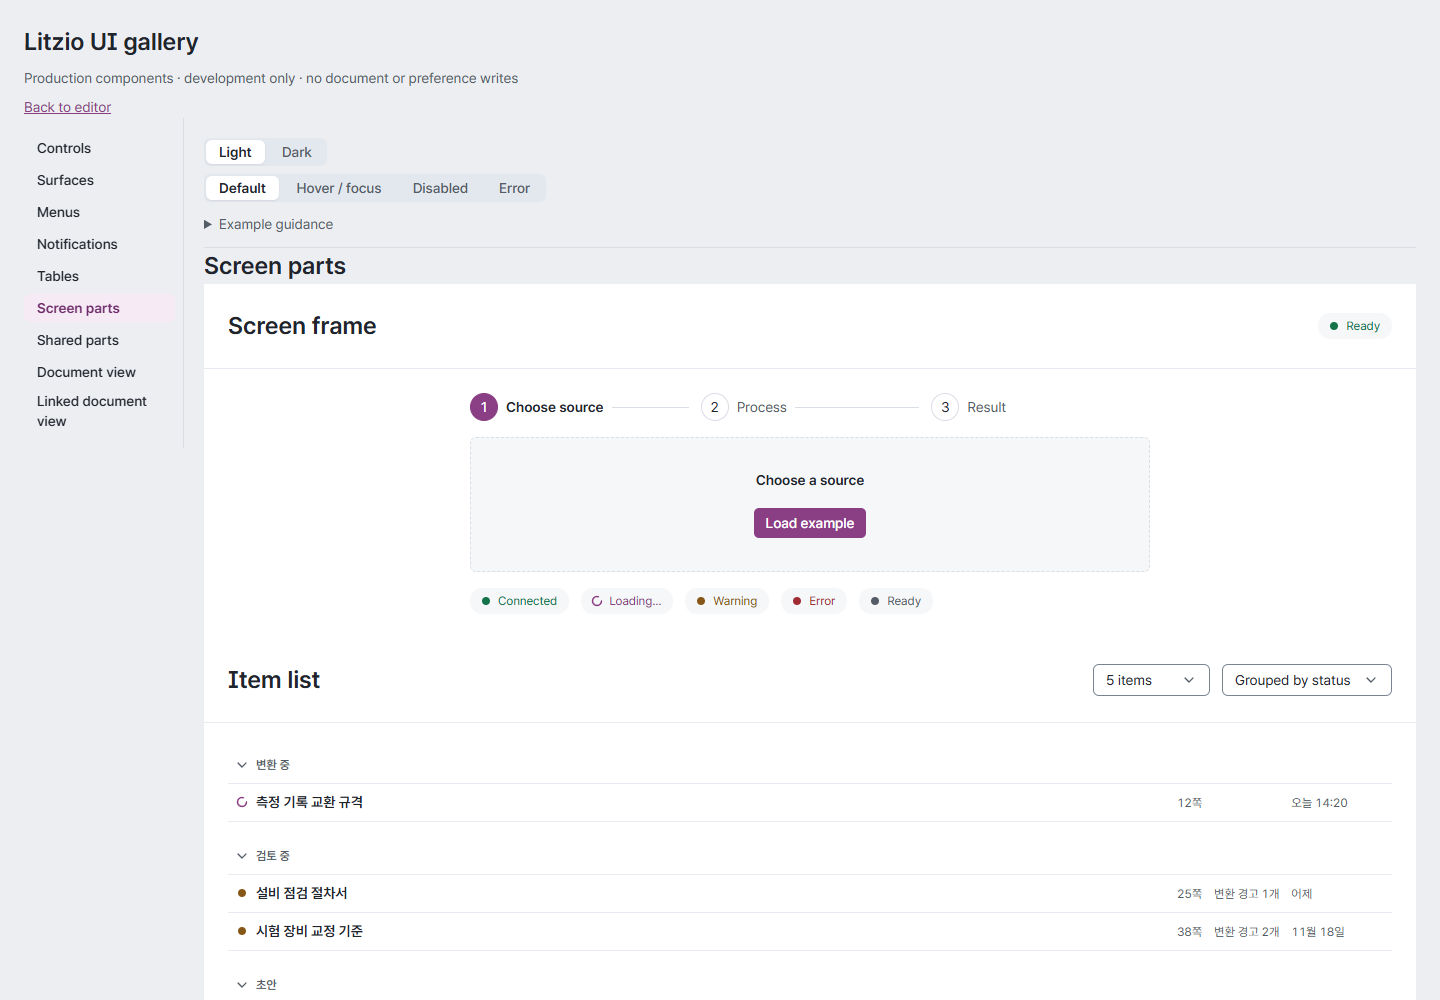 Litzio UI gallery
Production components · development only · no document or preference writes
Back to editor
Controls
Surfaces
Menus
Notifications
Tables
Screen parts
Shared parts
Document view
Linked document
view
Light Dark
Default Hover / focus Disabled Error
Example guidance
Screen parts
Screen frame
Ready
1 Choose source 2 Process 3 Result
Choose a source
Load example
Connected Loading... Warning Error Ready
Item list
5 items Grouped by status
변환 중
측정 기록 교환 규격 12쪽 오늘 14:20
검토 중
설비 점검 절차서 25쪽 변환 경고 1개 어제
시험 장비 교정 기준 38쪽 변환 경고 2개 11월 18일
초안